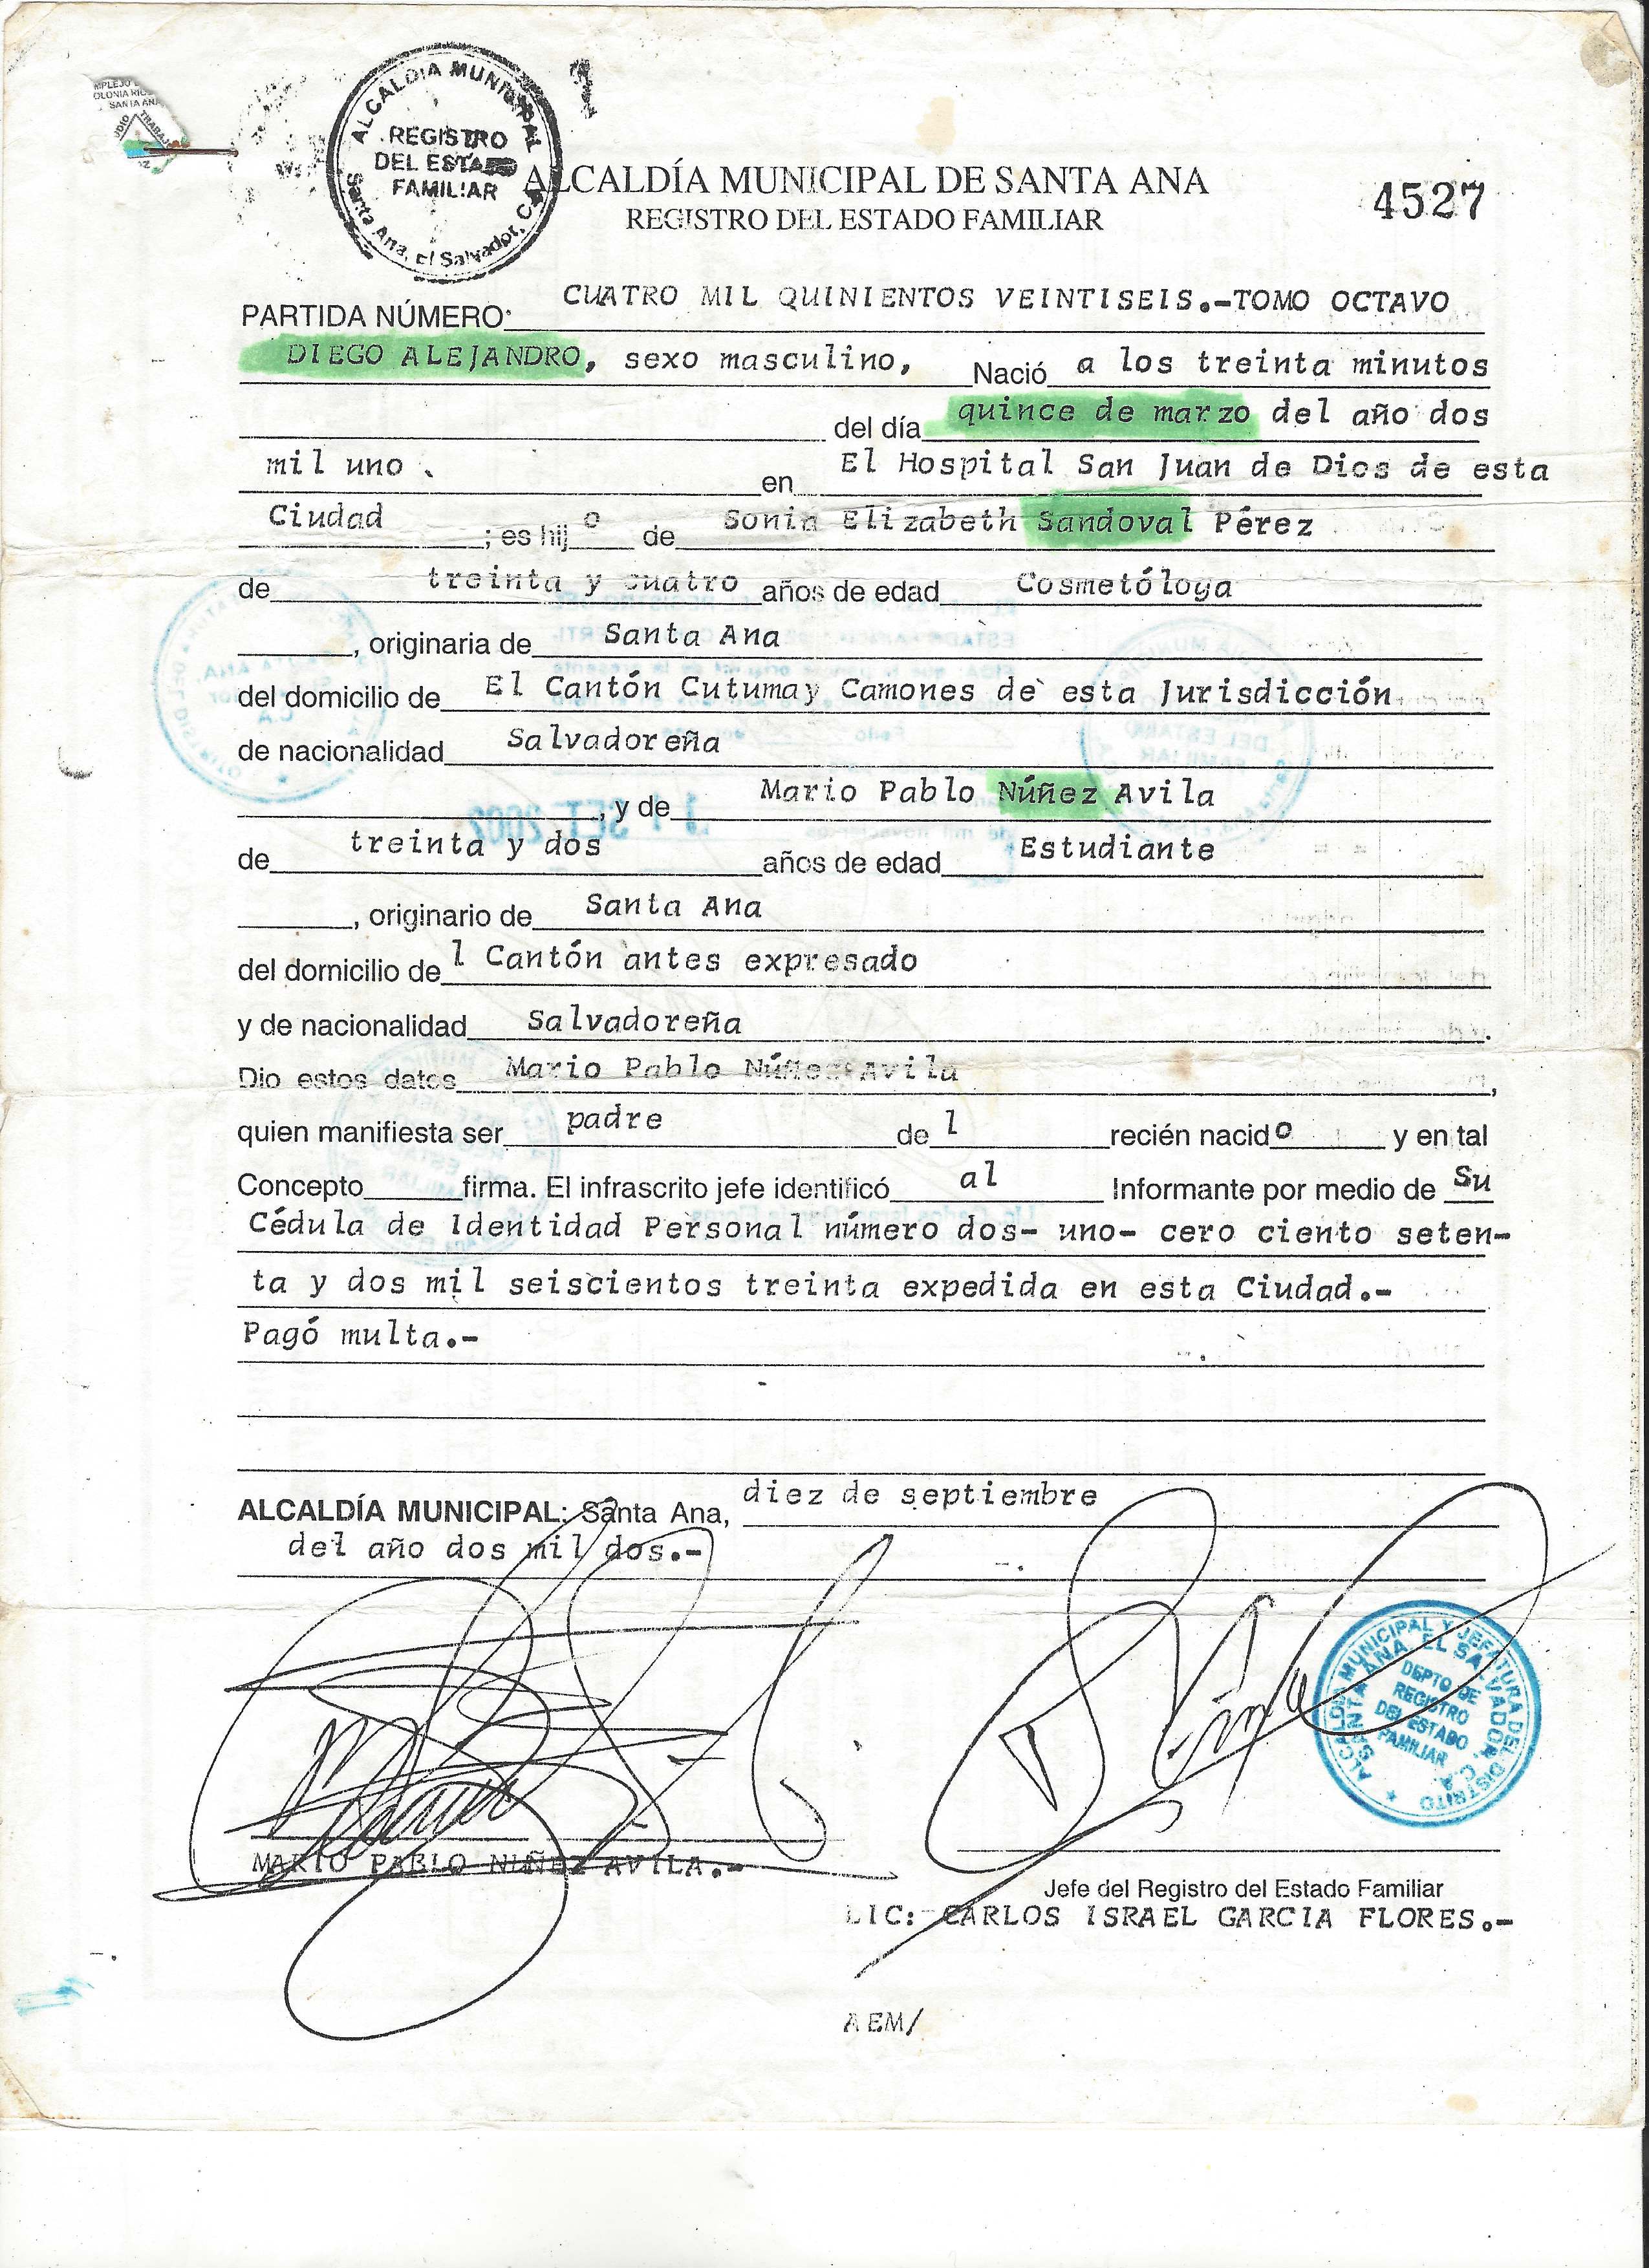 ALCALDIA MUNICIPAL
REGISTRO
DEL ESTADO
FAMILIAR
Santa Ana, el Salvador, C.A.
SANTA ANA
ALCALDÍA MUNICIPAL DE SANTA ANA
REGISTRO DEL ESTADO FAMILIAR
4527
PARTIDA NÚMERO: CUATRO MIL QUINIENTOS VEINTISEIS.-TOMO OCTAVO
DIEGO ALEJANDRO, sexo masculino, Nació a los treinta minutos
del día quince de marzo del año dos
mil uno. en El Hospital San Juan de Dios de esta
Ciudad ; es hijo de Sonia Elizabeth Sandoval Pérez
de treinta y cuatro años de edad Cosmetóloga
, originaria de Santa Ana
del domicilio de El Cantón Cutumay Camones de esta Jurisdicción
de nacionalidad Salvadoreña
, y de Mario Pablo Núñez Avila
de treinta y dos años de edad Estudiante
, originario de Santa Ana
del domicilio del Cantón antes expresado
y de nacionalidad Salvadoreña.
Dio estos datos Mario Pablo Núñez Avila,
quien manifiesta ser padre del recién nacido y en tal
Concepto firma. El infrascrito jefe identificó al Informante por medio de Su
Cédula de Identidad Personal número dos- uno- cero ciento seten-
ta y dos mil seiscientos treinta expedida en esta Ciudad.-
Pagó multa.-
ALCALDÍA MUNICIPAL: Santa Ana, diez de septiembre
del año dos mil dos.-
ALCALDIA MUNICIPAL Y JEFATURA DEL DISTRITO
SANTA ANA EL SALVADOR C.A.
DEPTO DE
REGISTRO
DEL ESTADO
FAMILIAR
MARIO PABLO NUÑEZ AVILA.-
Jefe del Registro del Estado Familiar
LIC: CARLOS ISRAEL GARCIA FLORES.-
AEM/